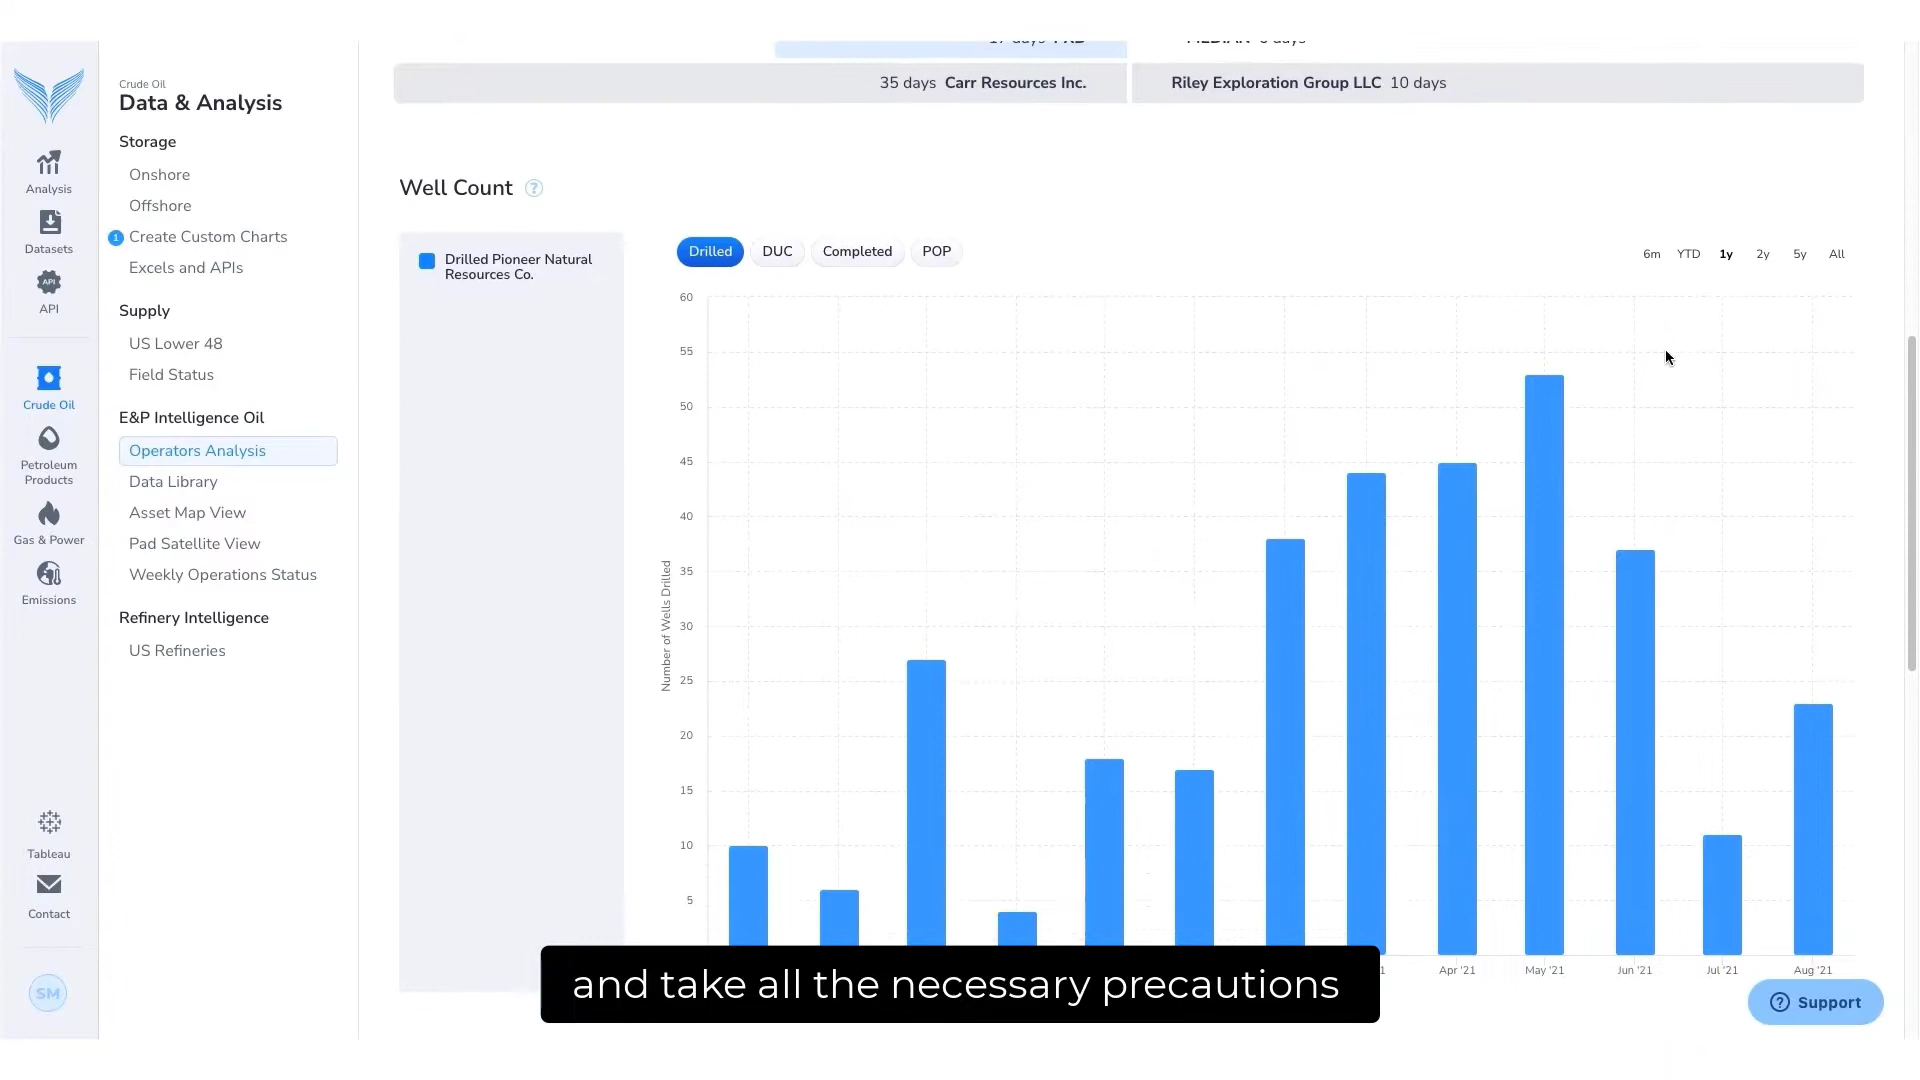 35 days Carr Resources Inc.
Riley Exploration Group LLC 10 days
Crude Oil
Data & Analysis
Storage
Onshore
Offshore
1 Create Custom Charts
Excels and APIs
Supply
US Lower 48
Field Status
E&P Intelligence Oil
Operators Analysis
Data Library
Asset Map View
Pad Satellite View
Weekly Operations Status
Refinery Intelligence
US Refineries
Analysis
Datasets
API
API
Crude Oil
Petroleum
Products
Gas & Power
Emissions
Tableau
Contact
SM
Well Count ?
Drilled Pioneer Natural
Resources Co.
Drilled DUC Completed POP
6m YTD 1y 2y 5y All
Number of Wells Drilled
60
55
50
45
40
35
30
25
20
15
10
5
Apr '21 May '21 Jun '21 Jul '21 Aug '21
and take all the necessary precautions
? Support